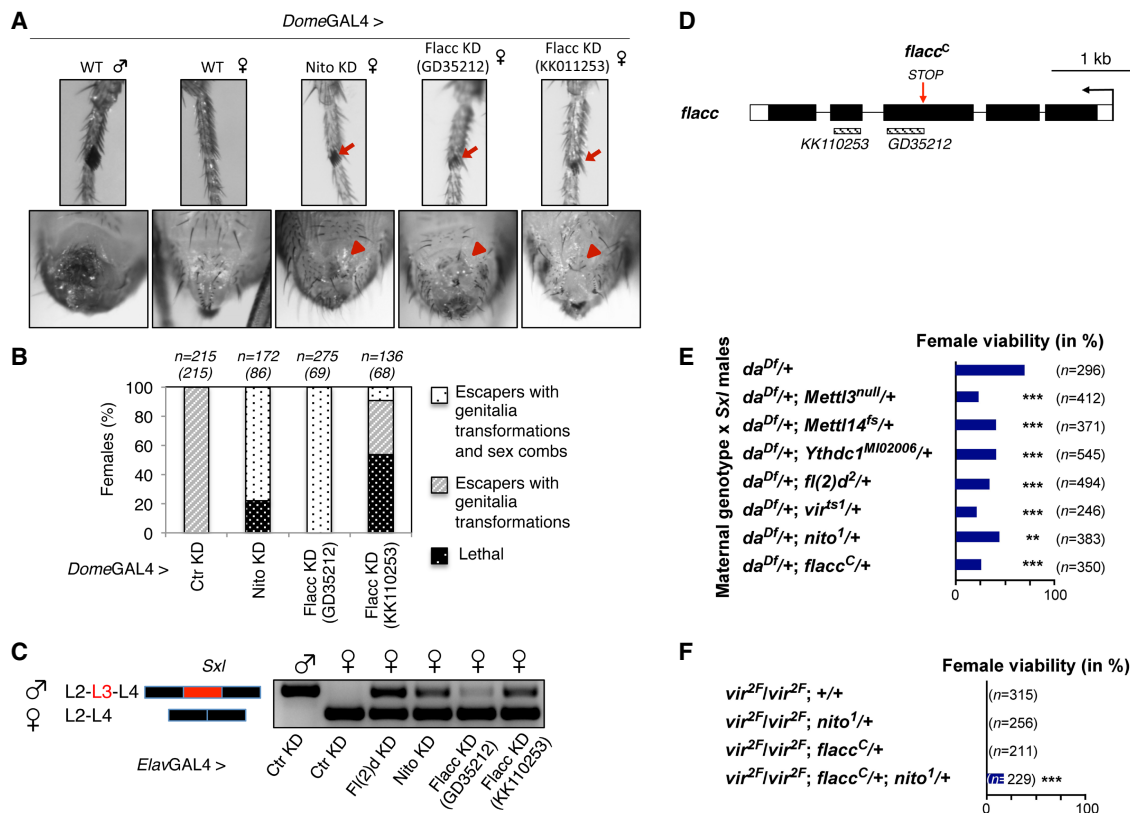 A
DomeGAL4 >
WT ♂
WT ♀
Nito KD ♀
Flacc KD
(GD35212) ♀
Flacc KD
(KK011253) ♀
B
n=215
(215)
n=172
(86)
n=275
(69)
n=136
(68)
Females (%)
100
80
60
40
20
0
Escapers with
genitalia
transformations
and sex combs
Escapers with
genitalia
transformations
Lethal
DomeGAL4 >
Ctr KD
Nito KD
Flacc KD
(GD35212)
Flacc KD
(KK110253)
C
Sxl
♂ L2-L3-L4
♀ L2-L4
♂ ♀ ♀ ♀ ♀ ♀
ElavGAL4 >
Ctr KD
Ctr KD
Fl(2)d KD
Nito KD
Flacc KD
(GD35212)
Flacc KD
(KK110253)
D
flaccC
STOP
1 kb
flacc
KK110253
GD35212
E
Female viability (in %)
Maternal genotype x Sxl males
daDf/+ (n=296)
daDf/+; Mettl3null/+ *** (n=412)
daDf/+; Mettl14fs/+ *** (n=371)
daDf/+; Ythdc1MI02006/+ *** (n=545)
daDf/+; fl(2)d2/+ *** (n=494)
daDf/+; virts1/+ *** (n=246)
daDf/+; nito1/+ ** (n=383)
daDf/+; flaccC/+ *** (n=350)
0 100
F
Female viability (in %)
vir2F/vir2F; +/+ (n=315)
vir2F/vir2F; nito1/+ (n=256)
vir2F/vir2F; flaccC/+ (n=211)
vir2F/vir2F; flaccC/+; nito1/+ (n= 229) ***
0 100